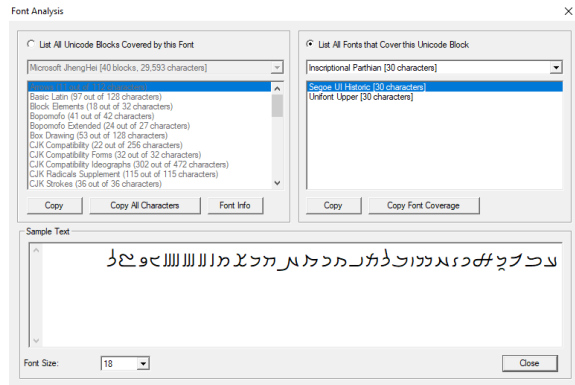 Font Analysis
List All Unicode Blocks Covered by this Font
Microsoft JhengHei [40 blocks, 29,593 characters]
Basic Latin (97 out of 128 characters)
Block Elements (18 out of 32 characters)
Bopomofo (41 out of 42 characters)
Bopomofo Extended (24 out of 27 characters)
Box Drawing (53 out of 128 characters)
CJK Compatibility (22 out of 256 characters)
CJK Compatibility Forms (32 out of 32 characters)
CJK Compatibility Ideographs (302 out of 472 characters)
CJK Radicals Supplement (115 out of 115 characters)
CJK Strokes (36 out of 36 characters)
Copy
Copy All Characters
Font Info
List All Fonts that Cover this Unicode Block
Inscriptional Parthian [30 characters]
Segoe UI Historic [30 characters]
Unifont Upper [30 characters]
Copy
Copy Font Coverage
Sample Text
𐭀𐭁𐭂𐭃𐭄𐭅𐭆𐭇𐭈𐭉𐭊𐭋𐭌𐭍𐭎𐭏𐭐𐭑𐭒𐭓𐭔𐭕𐭘𐭙𐭚𐭛𐭜𐭝𐭞𐭟
Font Size:
18
Close